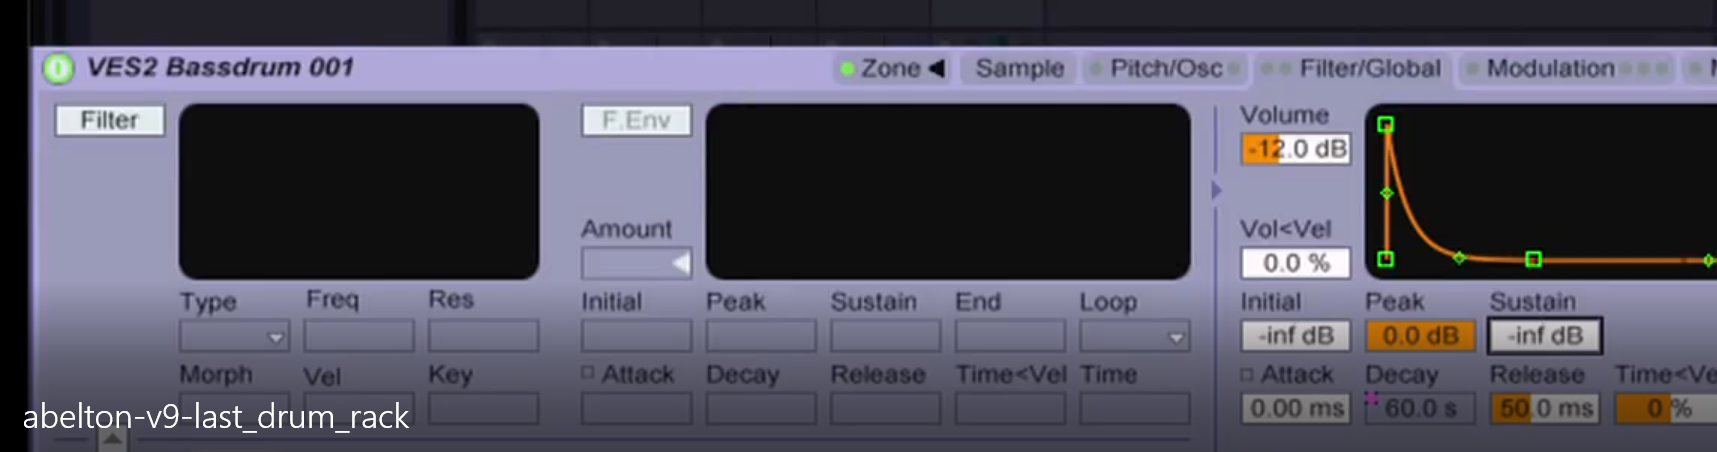 VES2 Bassdrum 001 Zone Sample Pitch/Osc Filter/Global Modulation
Filter F.Env Volume
-12.0 dB
Amount Vol<Vel
0.0 %
Type Freq Res Initial Peak Sustain End Loop Initial Peak Sustain
-inf dB 0.0 dB -inf dB
Morph Vel Key Attack Decay Release Time<Vel Time Attack Decay Release Time<Ve
0.00 ms 60.0 s 50.0 ms 0 %
abelton-v9-last_drum_rack